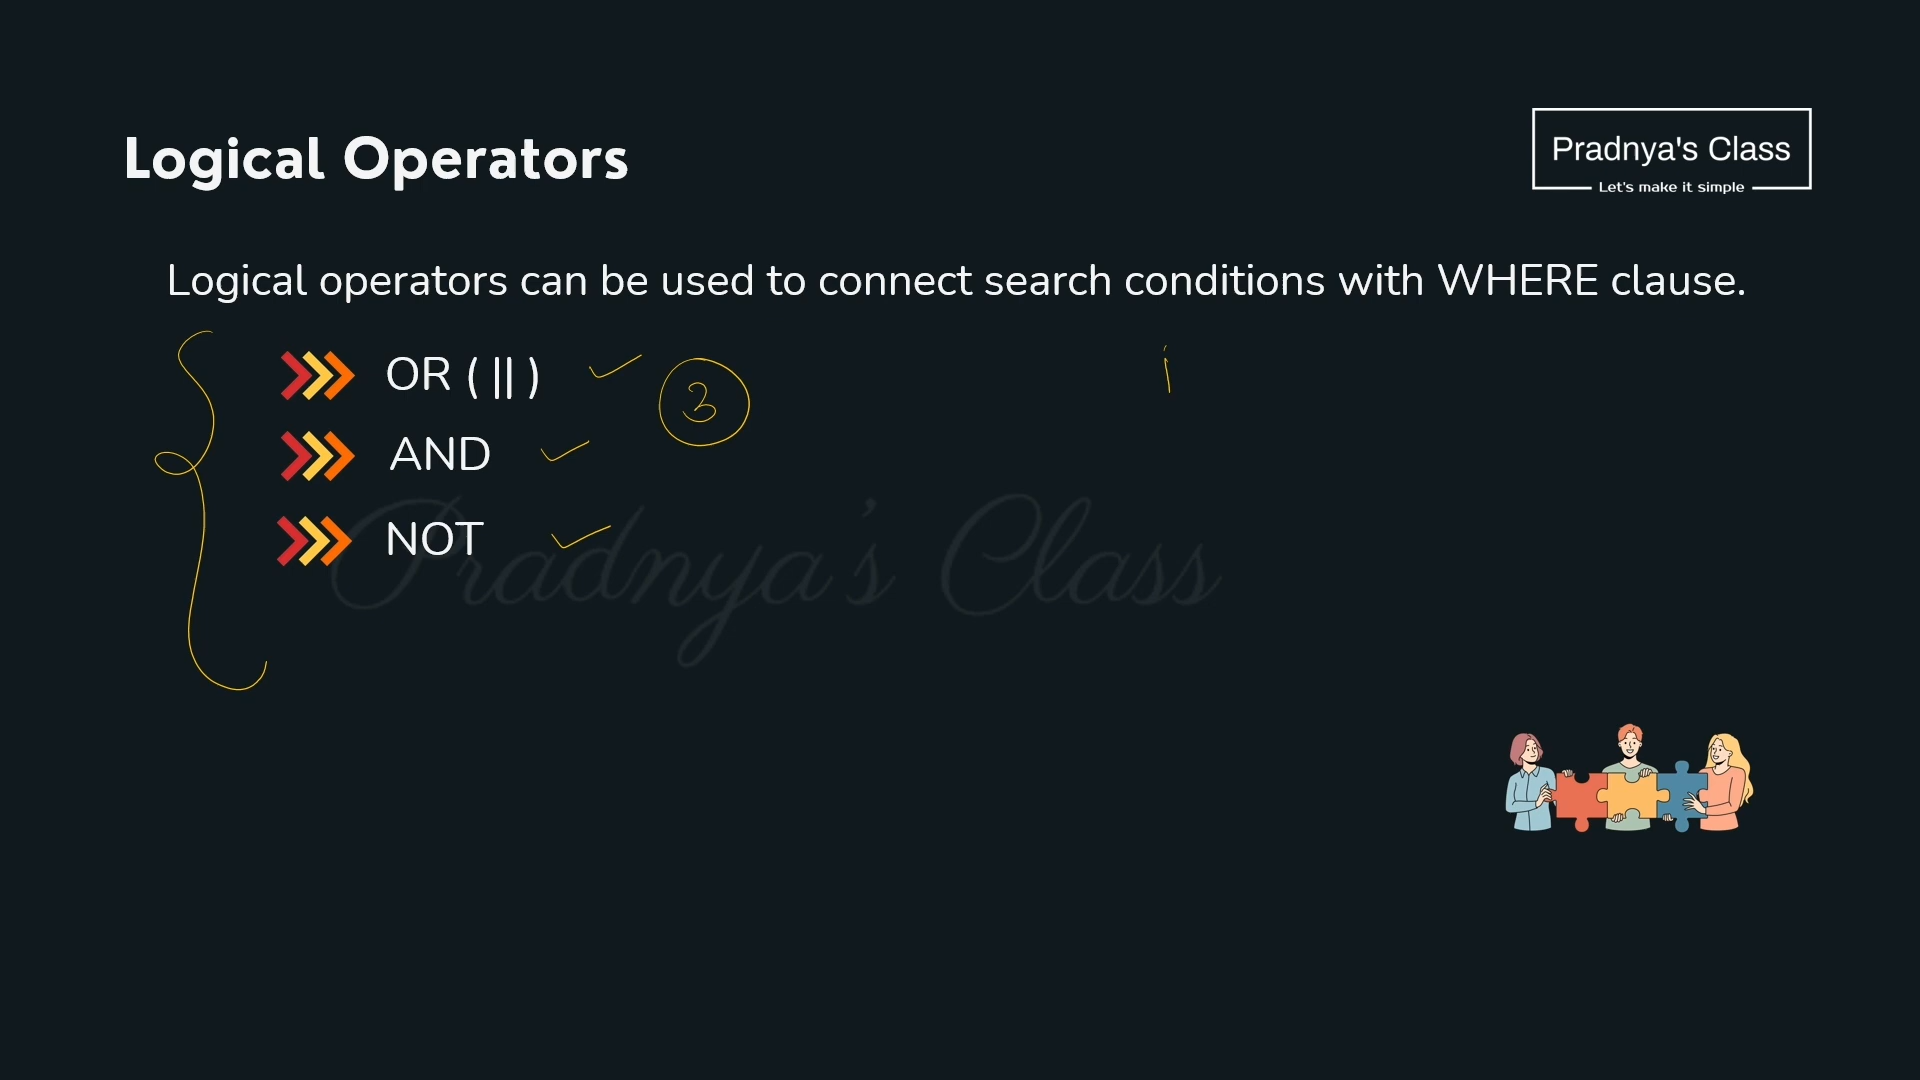 Logical Operators
Pradnya's Class
Let's make it simple
Logical operators can be used to connect search conditions with WHERE clause.
OR ( || )
3
i
AND
NOT
Pradnya's Class